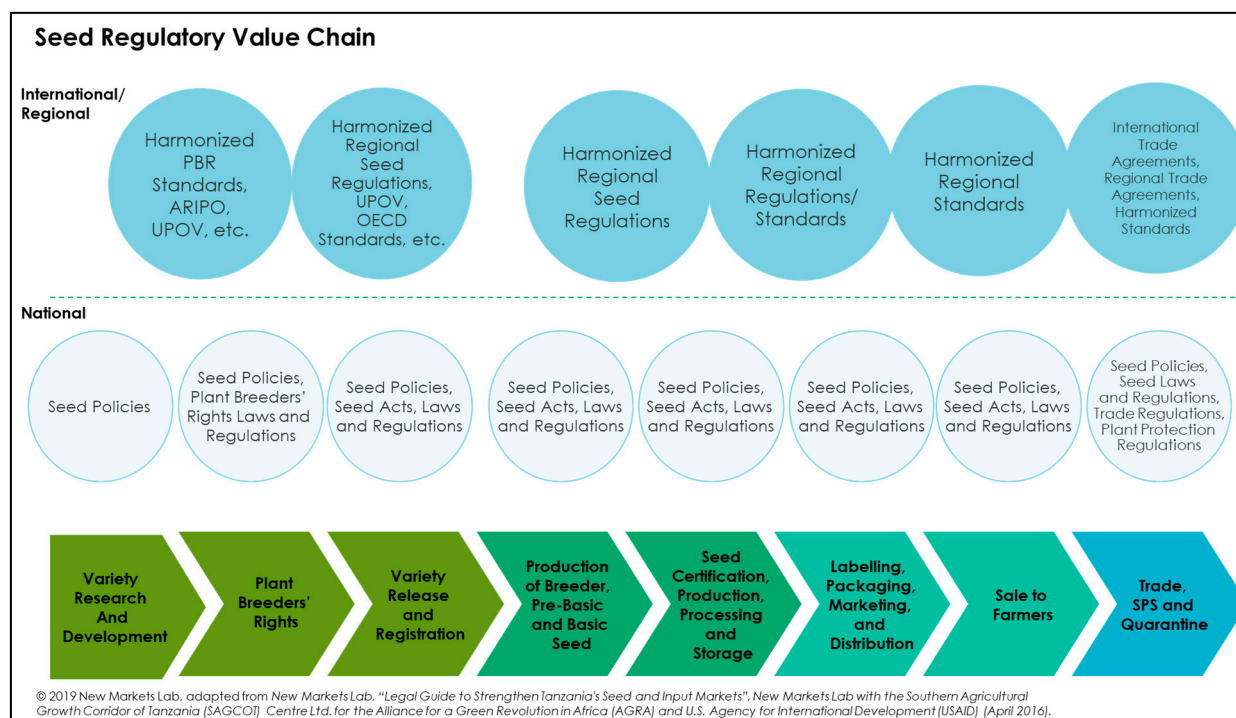 Seed Regulatory Value Chain
International/
Regional
Harmonized
PBR
Standards,
ARIPO,
UPOV, etc.
Harmonized
Regional
Seed
Regulations,
UPOV,
OECD
Standards, etc.
Harmonized
Regional
Seed
Regulations
Harmonized
Regional
Regulations/
Standards
Harmonized
Regional
Standards
International
Trade
Agreements,
Regional Trade
Agreements,
Harmonized
Standards
National
Seed Policies
Seed Policies,
Plant Breeders’
Rights Laws and
Regulations
Seed Policies,
Seed Acts, Laws
and Regulations
Seed Policies,
Seed Acts, Laws
and Regulations
Seed Policies,
Seed Acts, Laws
and Regulations
Seed Policies,
Seed Acts, Laws
and Regulations
Seed Policies,
Seed Acts, Laws
and Regulations
Seed Policies,
Seed Laws
and Regulations,
Trade Regulations,
Plant Protection
Regulations
Variety
Research
And
Development
Plant
Breeders’
Rights
Variety
Release
and
Registration
Production
of Breeder,
Pre-Basic
and Basic
Seed
Seed
Certification,
Production,
Processing
and
Storage
Labelling,
Packaging,
Marketing,
and
Distribution
Sale to
Farmers
Trade,
SPS and
Quarantine
© 2019 New Markets Lab, adapted from New Markets Lab, “Legal Guide to Strengthen Tanzania's Seed and Input Markets”, New Markets Lab with the Southern Agricultural
Growth Corridor of Tanzania (SAGCOT) Centre Ltd. for the Alliance for a Green Revolution in Africa (AGRA) and U.S. Agency for International Development (USAID) (April 2016).